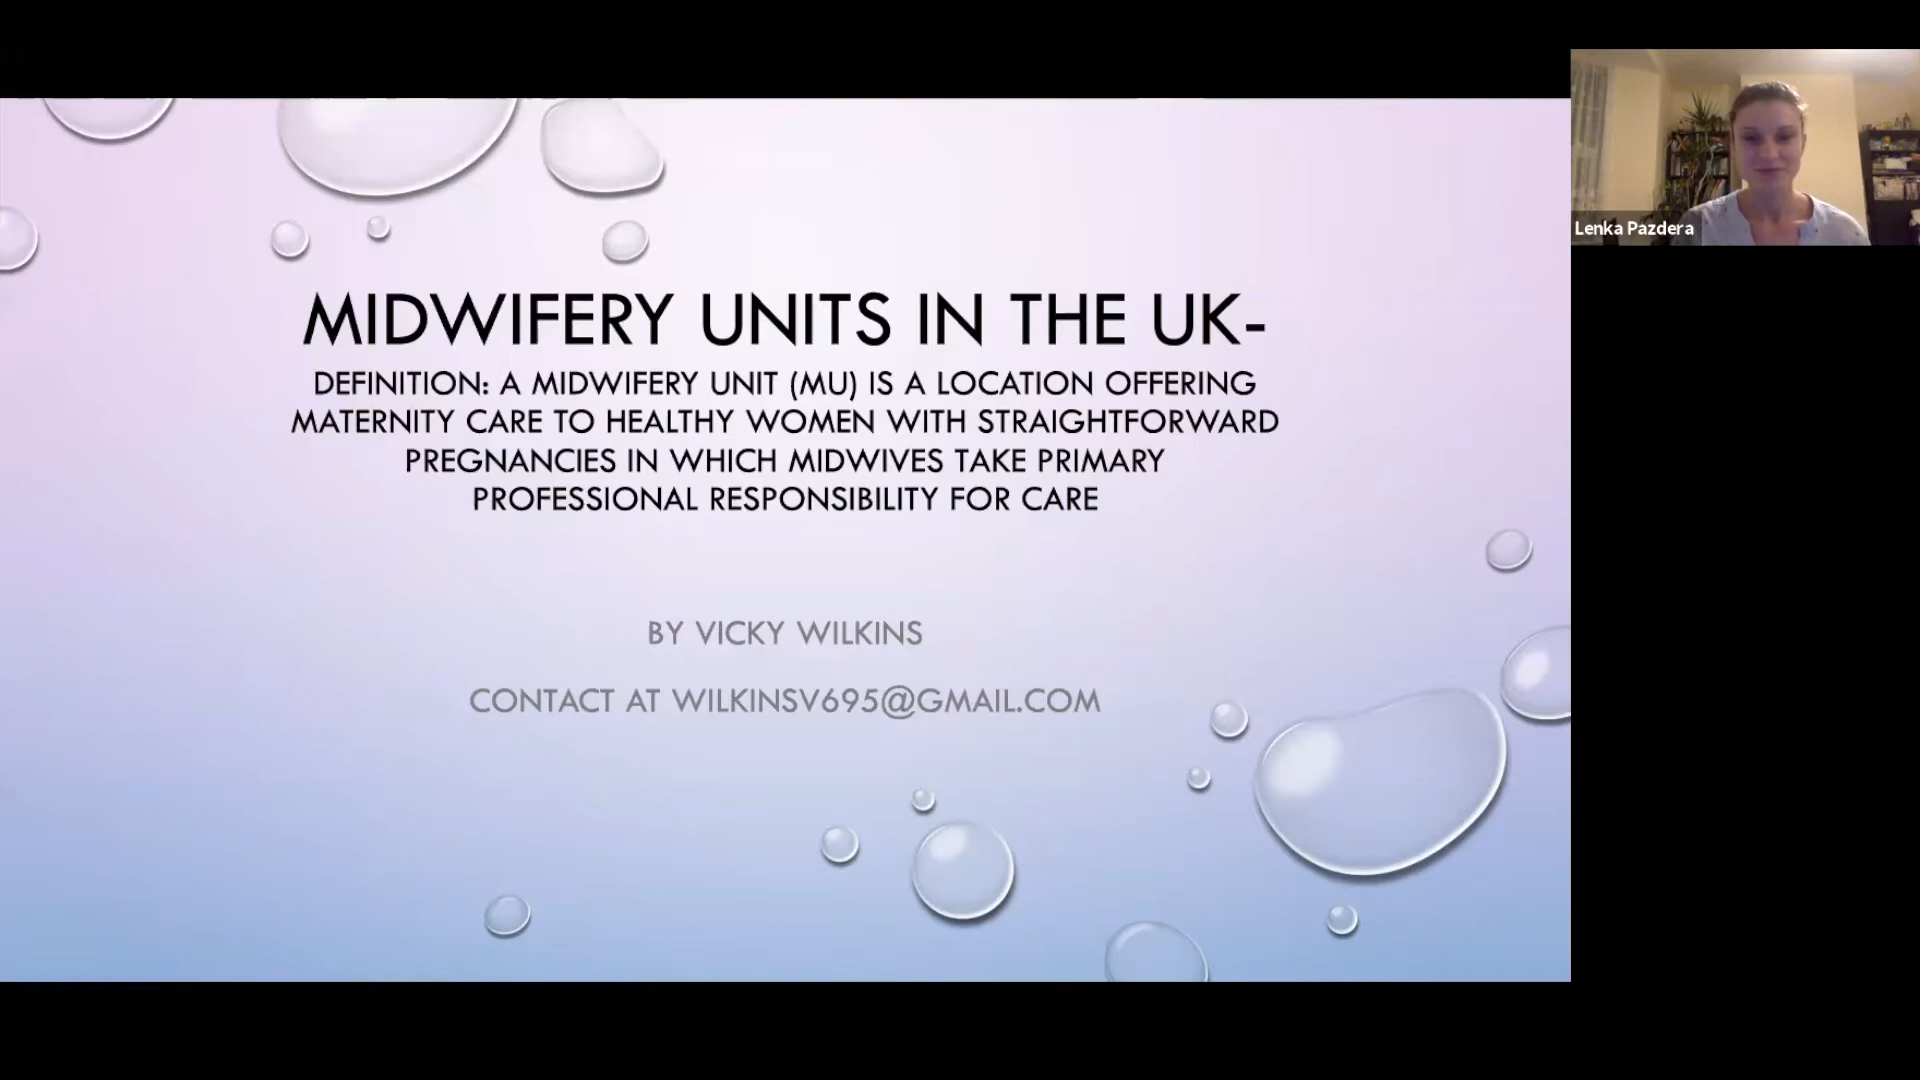 MIDWIFERY UNITS IN THE UK-
DEFINITION: A MIDWIFERY UNIT (MU) IS A LOCATION OFFERING
MATERNITY CARE TO HEALTHY WOMEN WITH STRAIGHTFORWARD
PREGNANCIES IN WHICH MIDWIVES TAKE PRIMARY
PROFESSIONAL RESPONSIBILITY FOR CARE
BY VICKY WILKINS
CONTACT AT WILKINSV695@GMAIL.COM
Lenka Pazdera